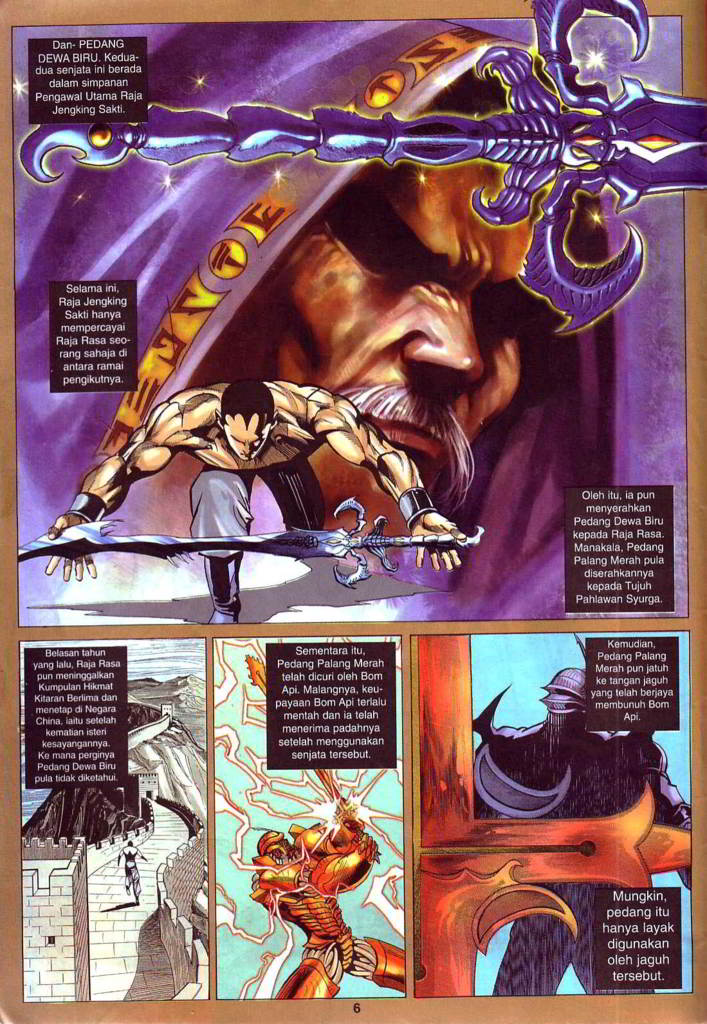 Dan- PEDANG
DEWA BIRU. Kedua-
dua senjata ini berada
dalam simpanan
Pengawal Utama Raja
Jengking Sakti.
Selama ini,
Raja Jengking
Sakti hanya
mempercayai
Raja Rasa seo-
rang sahaja di
antara ramai
pengikutnya.
Oleh itu, ia pun
menyerahkan
Pedang Dewa Biru
kepada Raja Rasa.
Manakala, Pedang
Palang Merah pula
diserahkannya
kepada Tujuh
Pahlawan Syurga.
Belasan tahun
yang lalu, Raja Rasa
pun meninggalkan
Kumpulan Hikmat
Kitaran Berlima dan
menetap di Negara
China, iaitu setelah
kematian isteri
kesayangannya.
Ke mana perginya
Pedang Dewa Biru
pula tidak diketahui.
Sementara itu,
Pedang Palang Merah
telah dicuri oleh Bom
Api. Malangnya, keu-
payaan Bom Api terlalu
mentah dan ia telah
menerima padahnya
setelah menggunakan
senjata tersebut.
Kemudian,
Pedang Palang
Merah pun jatuh
ke tangan jaguh
yang telah berjaya
membunuh Bom
Api.
Mungkin,
pedang itu
hanya layak
digunakan
oleh jaguh
tersebut.
6